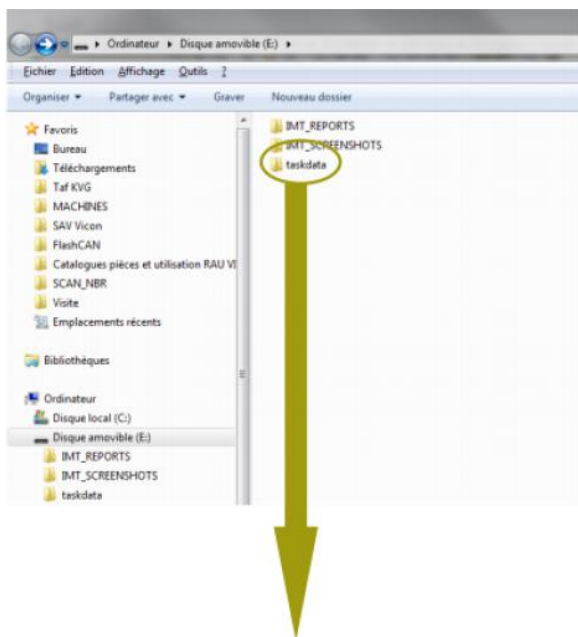 Ordinateur ▸ Disque amovible (E:) ▸
Fichier Edition Affichage Outils ?
Organiser Partager avec Graver Nouveau dossier
Favoris
Bureau
Téléchargements
Taf KVG
MACHINES
SAV Vicon
FlashCAN
Catalogues pièces et utilisation RAU VI
SCAN_NBR
Visite
Emplacements récents
Bibliothèques
Ordinateur
Disque local (C:)
Disque amovible (E:)
IMT_REPORTS
IMT_SCREENSHOTS
taskdata
IMT_REPORTS
IMT_SCREENSHOTS
taskdata